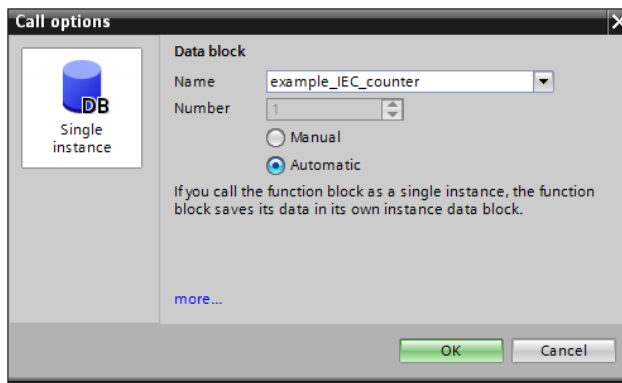 Call options
DB
Single
instance
Data block
Name example_IEC_counter
Number 1
Manual
Automatic
If you call the function block as a single instance, the function
block saves its data in its own instance data block.
more...
OK Cancel